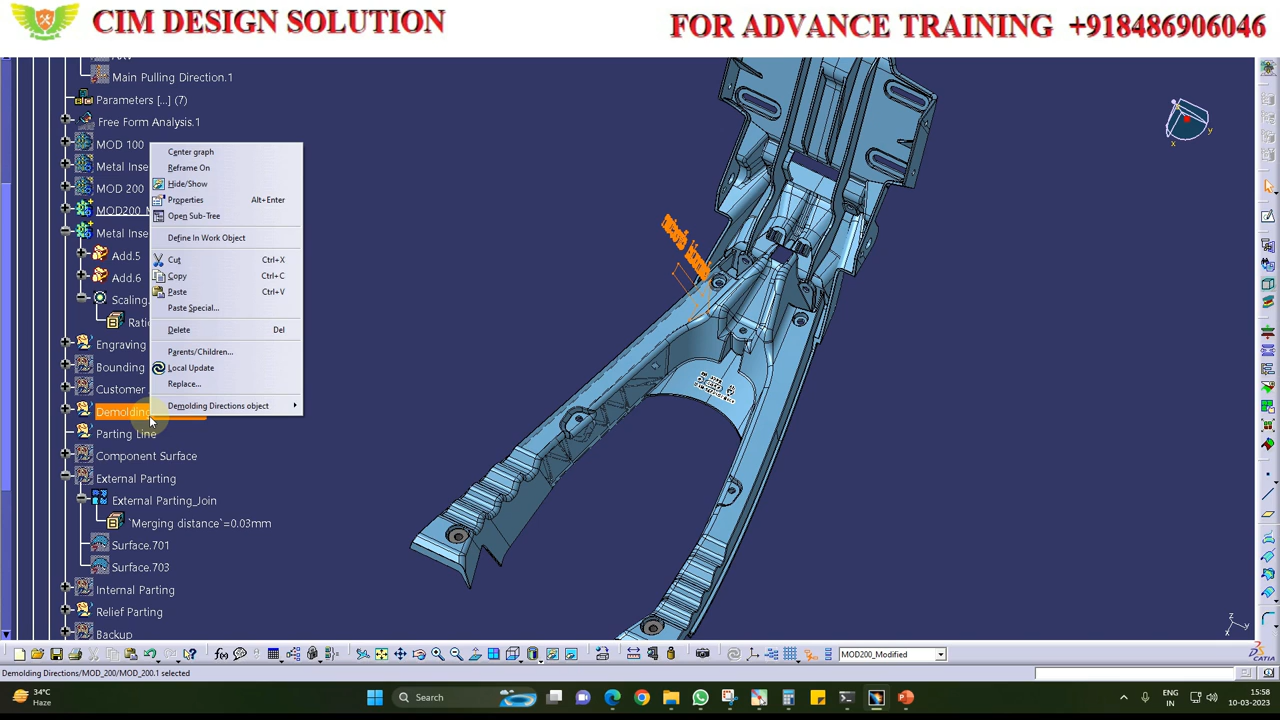 CIM DESIGN SOLUTION
FOR ADVANCE TRAINING +918486906046
Main Pulling Direction.1
Parameters [...] (7)
Free Form Analysis.1
MOD 100
Metal Inse
MOD 200
MOD200_M
Metal Inse
Add.5
Add.6
Scaling.
Ratio
Engraving
Bounding
Customer
Demolding
Parting Line
Component Surface
External Parting
External Parting_Join
`Merging distance`=0.03mm
Surface.701
Surface.703
Internal Parting
Relief Parting
Backup
Center graph
Reframe On
Hide/Show
Properties Alt+Enter
Open Sub-Tree
Define In Work Object
Cut Ctrl+X
Copy Ctrl+C
Paste Ctrl+V
Paste Special...
Delete Del
Parents/Children...
Local Update
Replace...
Demolding Directions object
MOD200_Modified
CATIA
Demolding Directions/MOD_200/MOD_200.1 selected
34°C
Haze
Search
ENG
IN
15:58
10-03-2023